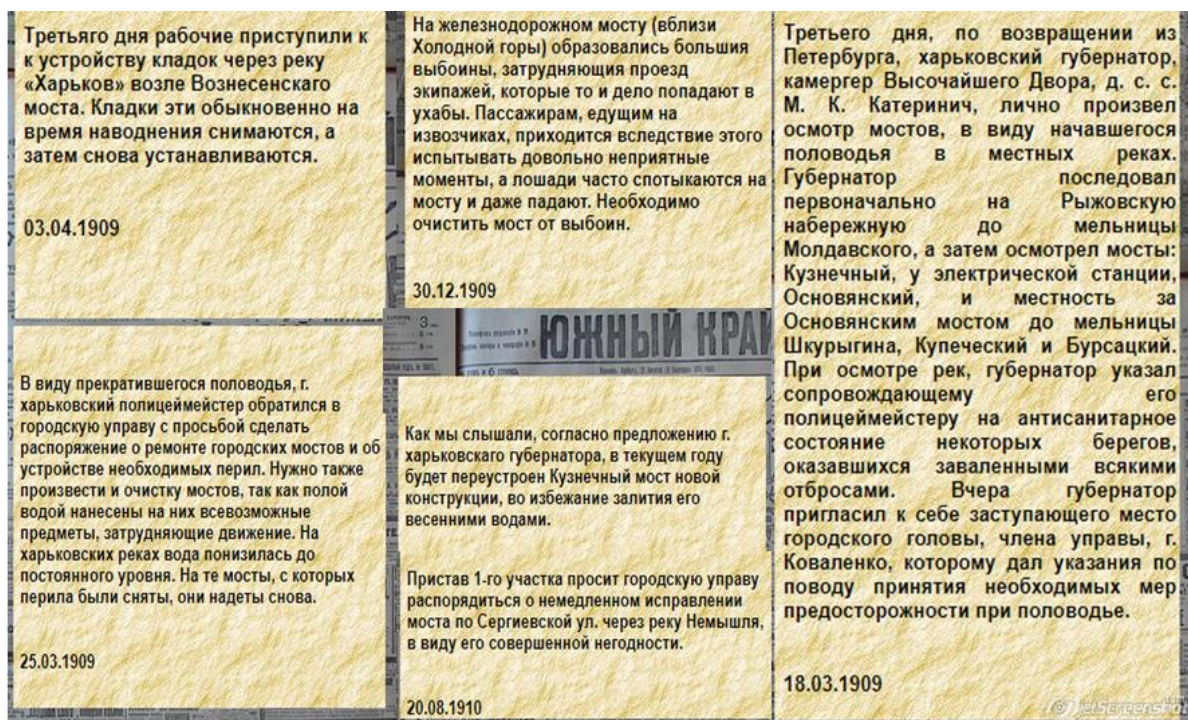 Третьяго дня рабочие приступили к
к устройству кладок через реку
«Харьков» возле Вознесенскаго
моста. Кладки эти обыкновенно на
время наводнения снимаются, а
затем снова устанавливаются.
03.04.1909
В виду прекратившегося половодья, г.
харьковский полицеймейстер обратился в
городскую управу с просьбой сделать
распоряжение о ремонте городских мостов и об
устройстве необходимых перил. Нужно также
произвести и очистку мостов, так как полой
водой нанесены на них всевозможные
предметы, затрудняющие движение. На
харьковских реках вода понизилась до
постоянного уровня. На те мосты, с которых
перила были сняты, они надеты снова.
25.03.1909
На железнодорожном мосту (вблизи
Холодной горы) образовались большия
выбоины, затрудняющия проезд
экипажей, которые то и дело попадают в
ухабы. Пассажирам, едущим на
извозчиках, приходится вследствие этого
испытывать довольно неприятные
моменты, а лошади часто спотыкаются на
мосту и даже падают. Необходимо
очистить мост от выбоин.
30.12.1909
ЮЖНЫЙ КРАЙ
Как мы слышали, согласно предложению г.
харьковскаго губернатора, в текущем году
будет переустроен Кузнечный мост новой
конструкции, во избежание залития его
весенними водами.
Пристав 1-го участка просит городскую управу
распорядиться о немедленном исправлении
моста по Сергиевской ул. через реку Немышля,
в виду его совершенной негодности.
20.08.1910
Третьего дня, по возвращении из
Петербурга, харьковский губернатор,
камергер Высочайшего Двора, д. с. с.
М. К. Катеринич, лично произвел
осмотр мостов, в виду начавшегося
половодья в местных реках.
Губернатор последовал
первоначально на Рыжовскую
набережную до мельницы
Молдавского, а затем осмотрел мосты:
Кузнечный, у электрической станции,
Основянский, и местность за
Основянским мостом до мельницы
Шкурыгина, Купеческий и Бурсацкий.
При осмотре рек, губернатор указал
сопровождающему его
полицеймейстеру на антисанитарное
состояние некоторых берегов,
оказавшихся заваленными всякими
отбросами. Вчера губернатор
пригласил к себе заступающего место
городского головы, члена управы, г.
Коваленко, которому дал указания по
поводу принятия необходимых мер
предосторожности при половодье.
18.03.1909